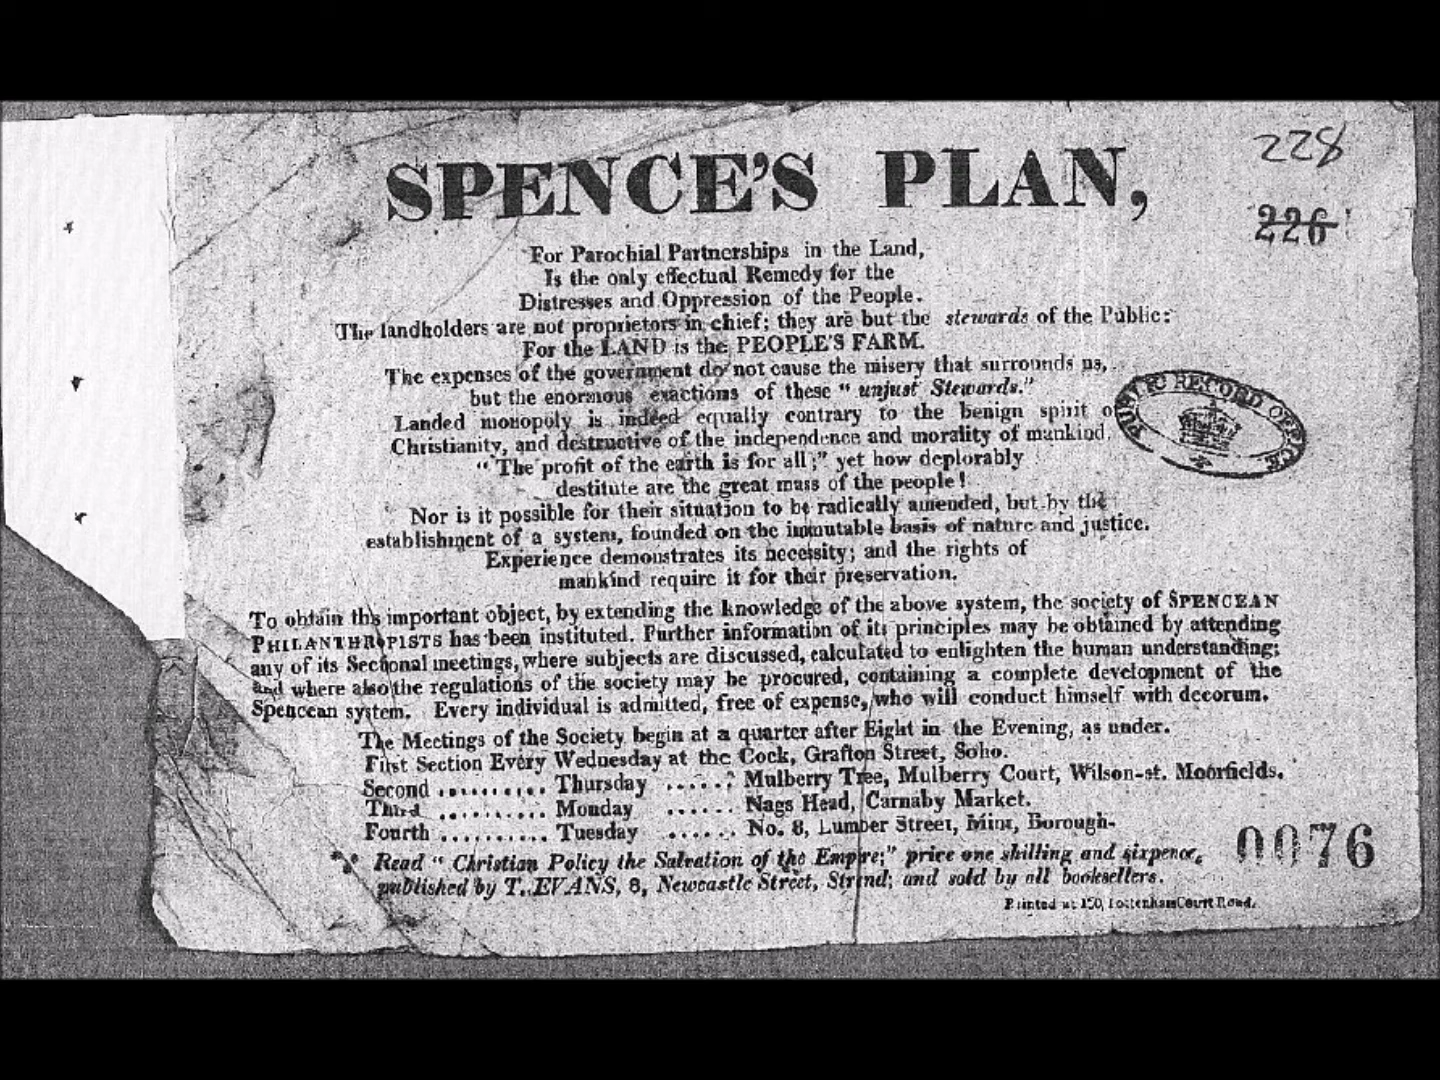 228
SPENCE'S PLAN,
226
For Parochial Partnerships in the Land,
Is the only effectual Remedy for the
Distresses and Oppression of the People.
The landholders are not proprietors in chief; they are but the stewards of the Public:
For the LAND is the PEOPLE'S FARM.
The expenses of the government do not cause the misery that surrounds us,
but the enormous exactions of these "unjust Stewards."
Landed monopoly is indeed equally contrary to the benign spirit of
Christianity, and destructive of the independence and morality of mankind.
"The profit of the earth is for all;" yet how deplorably
destitute are the great mass of the people!
Nor is it possible for their situation to be radically amended, but by the
establishment of a system, founded on the immutable basis of nature and justice.
Experience demonstrates its necessity; and the rights of
mankind require it for their preservation.
PUBLIC RECORD OFFICE
To obtain this important object, by extending the knowledge of the above system, the society of SPENCEAN
PHILANTHROPISTS has been instituted. Further information of its principles may be obtained by attending
any of its Sectional meetings, where subjects are discussed, calculated to enlighten the human understanding;
and where also the regulations of the society may be procured, containing a complete development of the
Spencean system. Every individual is admitted, free of expense, who will conduct himself with decorum.
The Meetings of the Society begin at a quarter after Eight in the Evening, as under.
First Section Every Wednesday at the Cock, Grafton Street, Soho.
Second .......... Thursday ...... Mulberry Tree, Mulberry Court, Wilson-st. Moorfields.
Third .......... Monday ...... Nags Head, Carnaby Market.
Fourth .......... Tuesday ...... No. 8, Lumber Street, Mint, Borough-
Read "Christian Policy the Salvation of the Empire;" price one shilling and sixpence,
published by T. EVANS, 8, Newcastle Street, Strand; and sold by all booksellers.
0076
Printed at 150, Tottenham Court Road.